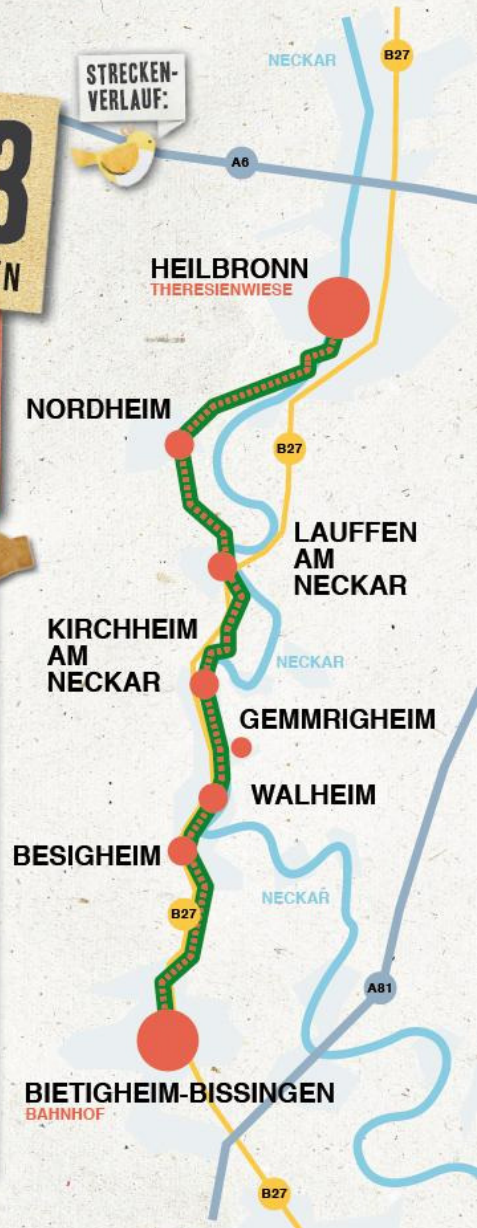 STRECKEN-
VERLAUF:
3
N
NECKAR
B27
A6
HEILBRONN
THERESIENWIESE
NORDHEIM
B27
LAUFFEN
AM
NECKAR
KIRCHHEIM
AM
NECKAR
NECKAR
GEMMRIGHEIM
WALHEIM
BESIGHEIM
NECKAR
B27
A81
BIETIGHEIM-BISSINGEN
BAHNHOF
B27